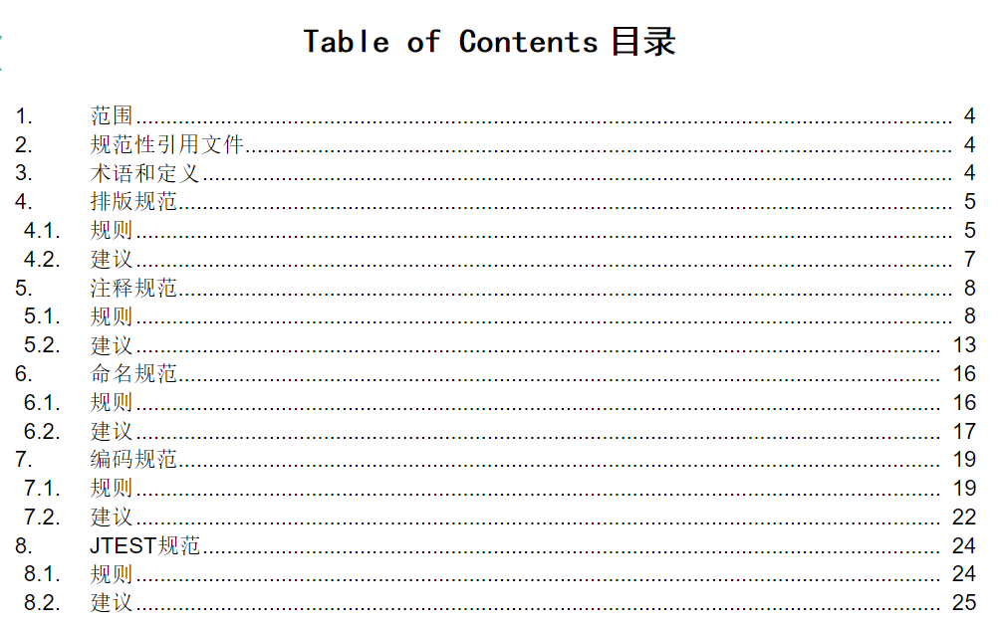 Table of Contents 目录
1. 范围 4
2. 规范性引用文件 4
3. 术语和定义 4
4. 排版规范 5
4.1. 规则 5
4.2. 建议 7
5. 注释规范 8
5.1. 规则 8
5.2. 建议 13
6. 命名规范 16
6.1. 规则 16
6.2. 建议 17
7. 编码规范 19
7.1. 规则 19
7.2. 建议 22
8. JTEST规范 24
8.1. 规则 24
8.2. 建议 25